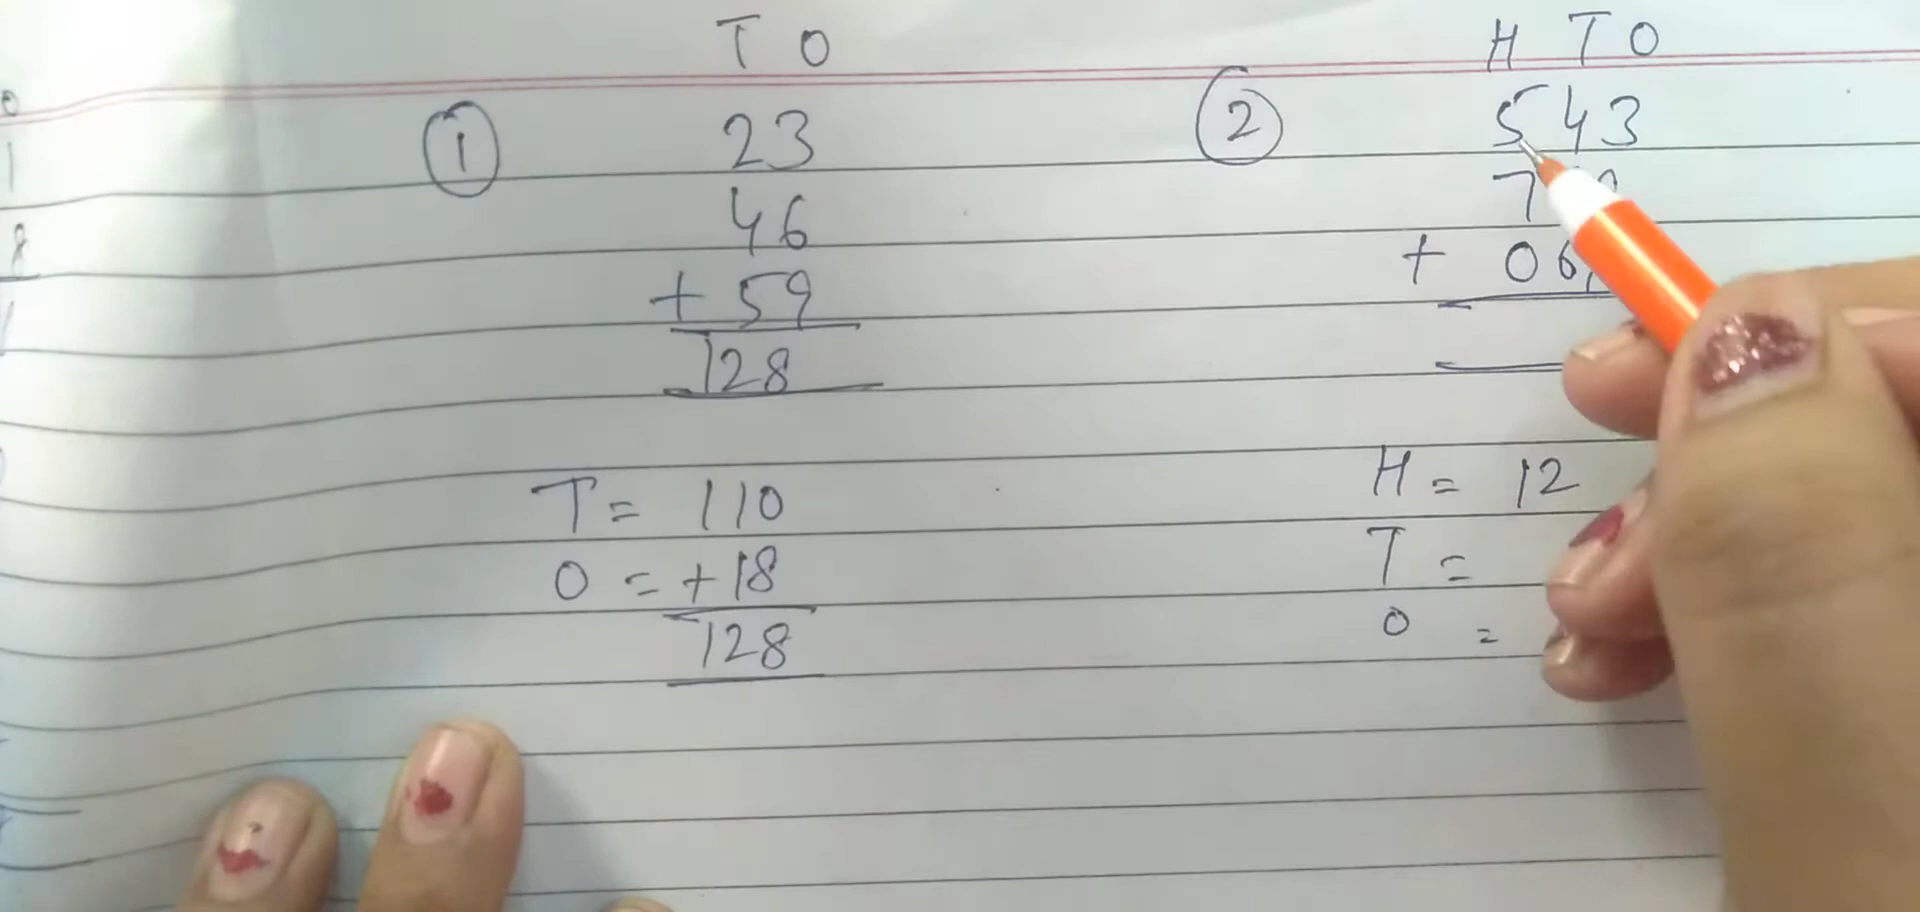 T O
① 23
46
+ 59
128
T = 110
O = +18
128
H T O
② 543
7
+ 06
H = 12
T =
O =